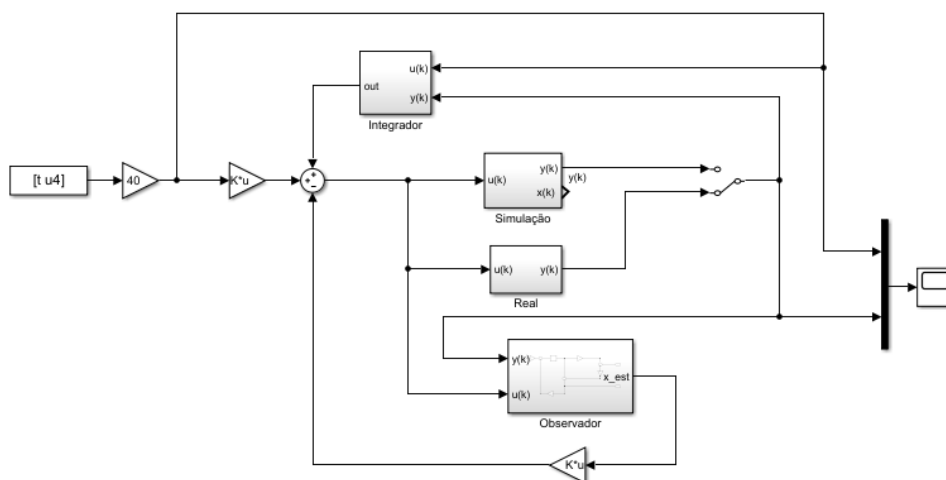 u(k)
out
y(k)
Integrador
[t u4]
40
K*u
u(k)
y(k)
y(k)
x(k)
Simulação
u(k)
y(k)
Real
y(k)
x_est
u(k)
Observador
K*u